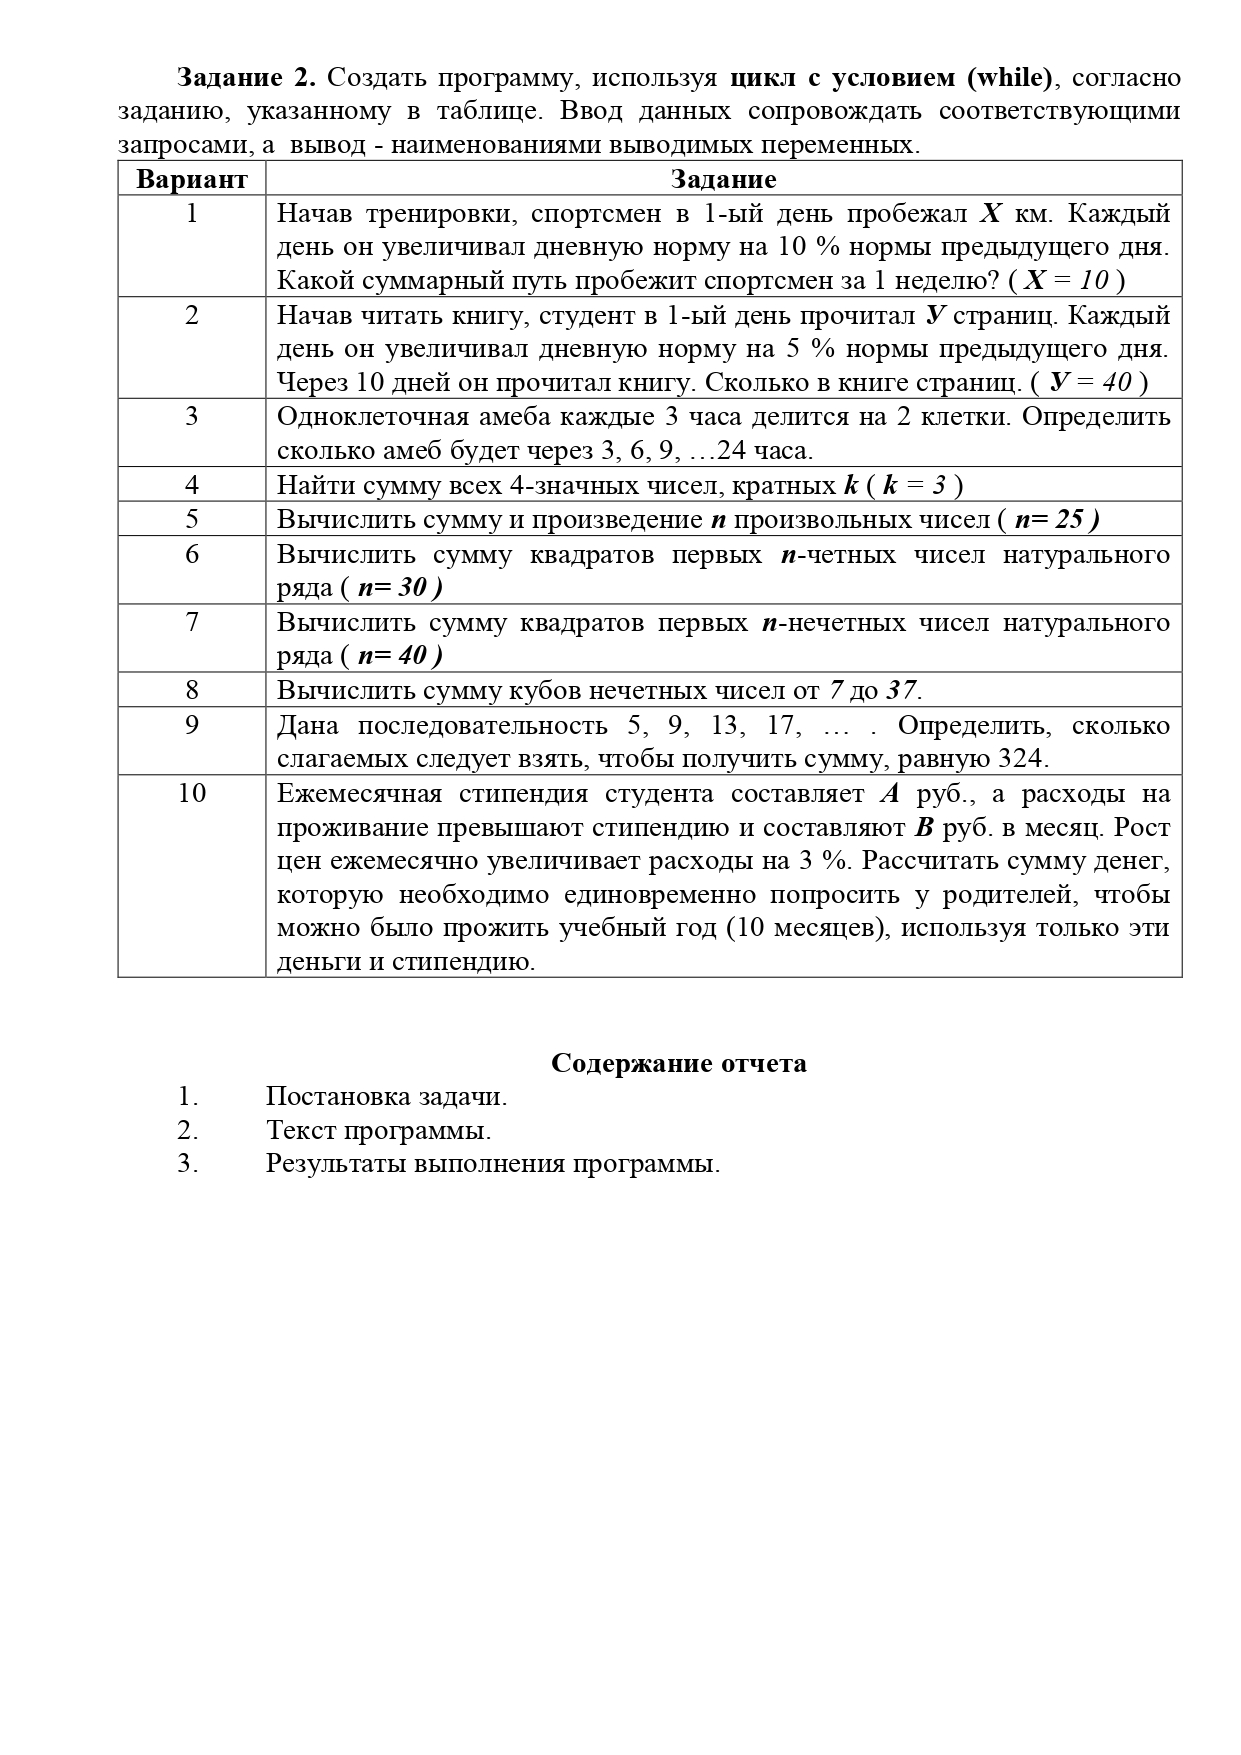 Задание 2. Создать программу, используя цикл с условием (while), согласно
заданию, указанному в таблице. Ввод данных сопровождать соответствующими
запросами, а вывод - наименованиями выводимых переменных.
Вариант Задание
1 Начав тренировки, спортсмен в 1-ый день пробежал X км. Каждый
день он увеличивал дневную норму на 10 % нормы предыдущего дня.
Какой суммарный путь пробежит спортсмен за 1 неделю? ( X = 10 )
2 Начав читать книгу, студент в 1-ый день прочитал У страниц. Каждый
день он увеличивал дневную норму на 5 % нормы предыдущего дня.
Через 10 дней он прочитал книгу. Сколько в книге страниц. ( У = 40 )
3 Одноклеточная амеба каждые 3 часа делится на 2 клетки. Определить
сколько амеб будет через 3, 6, 9, …24 часа.
4 Найти сумму всех 4-значных чисел, кратных k ( k = 3 )
5 Вычислить сумму и произведение n произвольных чисел ( n= 25 )
6 Вычислить сумму квадратов первых n-четных чисел натурального
ряда ( n= 30 )
7 Вычислить сумму квадратов первых n-нечетных чисел натурального
ряда ( n= 40 )
8 Вычислить сумму кубов нечетных чисел от 7 до 37.
9 Дана последовательность 5, 9, 13, 17, … . Определить, сколько
слагаемых следует взять, чтобы получить сумму, равную 324.
10 Ежемесячная стипендия студента составляет A руб., а расходы на
проживание превышают стипендию и составляют B руб. в месяц. Рост
цен ежемесячно увеличивает расходы на 3 %. Рассчитать сумму денег,
которую необходимо единовременно попросить у родителей, чтобы
можно было прожить учебный год (10 месяцев), используя только эти
деньги и стипендию.
Содержание отчета
1. Постановка задачи.
2. Текст программы.
3. Результаты выполнения программы.